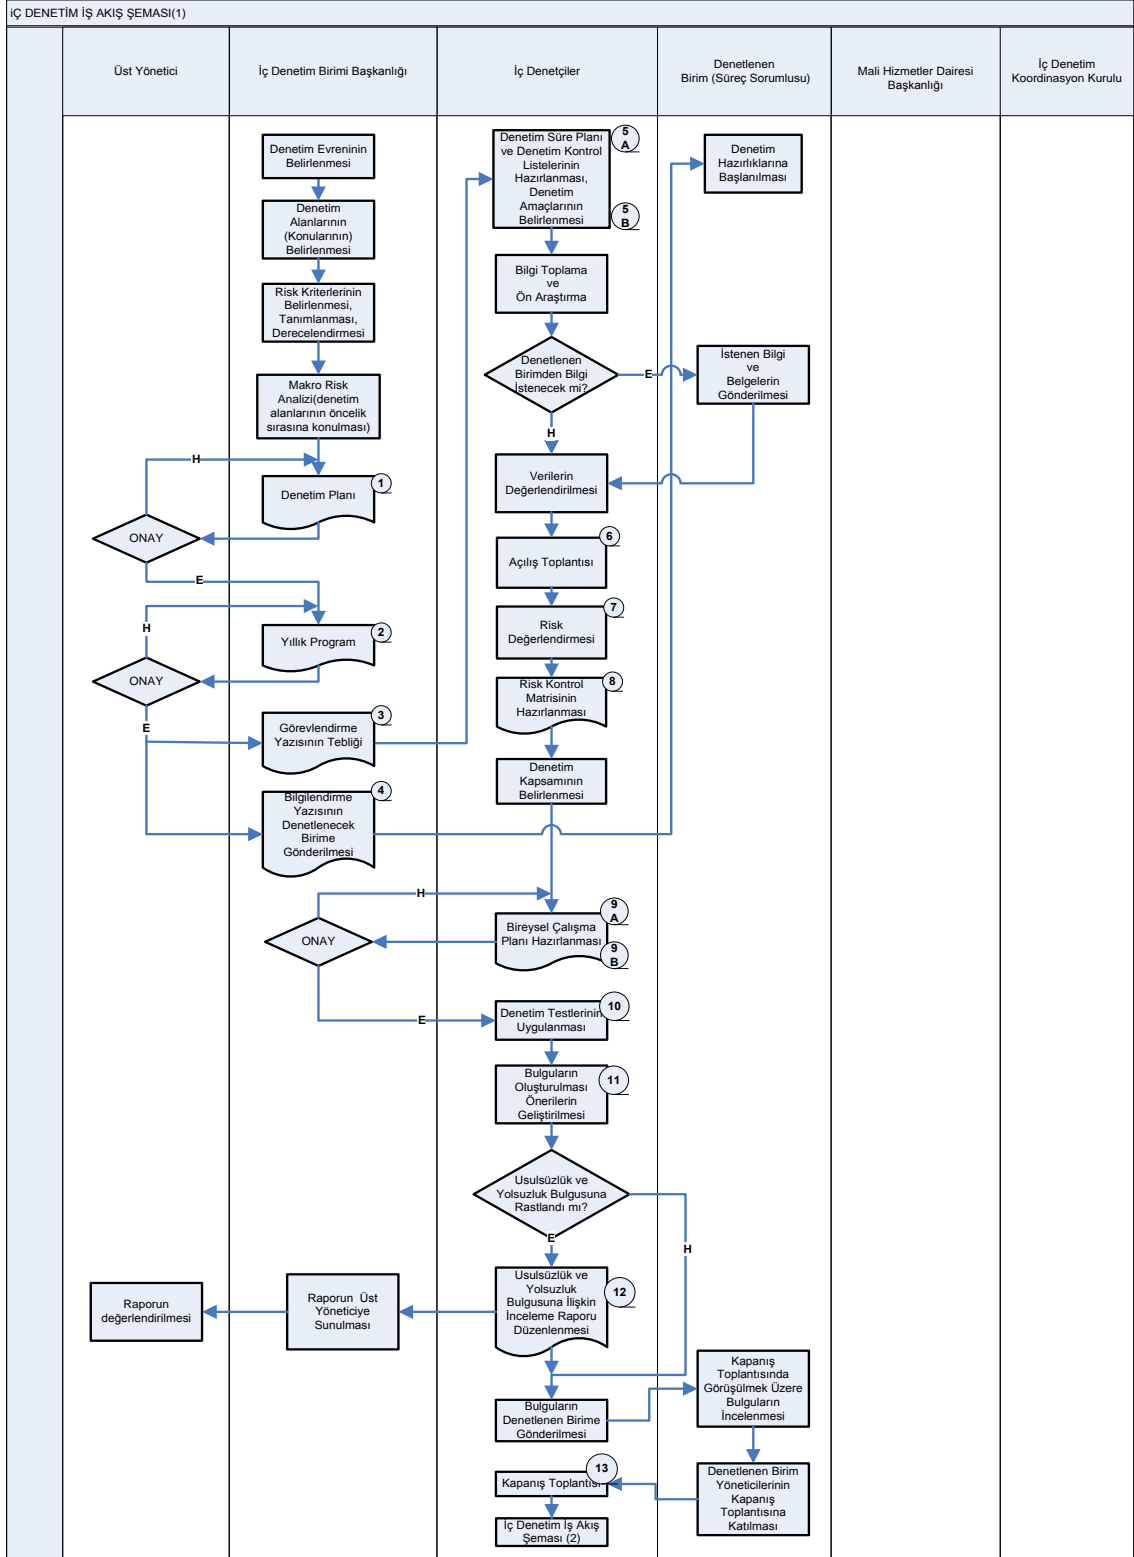 iÇ DENETİM İŞ AKIŞ ŞEMASI(1)
Üst Yönetici
İç Denetim Birimi Başkanlığı
İç Denetçiler
Denetlenen
Birim (Süreç Sorumlusu)
Mali Hizmetler Dairesi
Başkanlığı
İç Denetim
Koordinasyon Kurulu
Denetim Evreninin
Belirlenmesi
Denetim
Alanlarının
(Konularının)
Belirlenmesi
Risk Kriterlerinin
Belirlenmesi,
Tanımlanması,
Derecelendirmesi
Makro Risk
Analizi(denetim
alanlarının öncelik
sırasına konulması)
H
Denetim Planı
1
ONAY
E
H
Yıllık Program
2
ONAY
E
Görevlendirme
Yazısının Tebliği
3
Bilgilendirme
Yazısının
Denetlenecek
Birime
Gönderilmesi
4
Denetim Süre Planı
ve Denetim Kontrol
Listelerinin
Hazırlanması,
Denetim
Amaçlarının
Belirlenmesi
5
A
5
B
Denetim
Hazırlıklarına
Başlanılması
Bilgi Toplama
ve
Ön Araştırma
Denetlenen
Birimden Bilgi
İstenecek mi?
E
İstenen Bilgi
ve
Belgelerin
Gönderilmesi
H
Verilerin
Değerlendirilmesi
Açılış Toplantısı
6
Risk
Değerlendirmesi
7
Risk Kontrol
Matrisinin
Hazırlanması
8
Denetim
Kapsamının
Belirlenmesi
H
ONAY
Bireysel Çalışma
Planı Hazırlanması
9
A
9
B
E
Denetim Testlerinin
Uygulanması
10
Bulguların
Oluşturulması
Önerilerin
Geliştirilmesi
11
Usulsüzlük ve
Yolsuzluk Bulgusuna
Rastlandı mı?
E
H
Usulsüzlük ve
Yolsuzluk
Bulgusuna İlişkin
İnceleme Raporu
Düzenlenmesi
12
Raporun Üst
Yöneticiye
Sunulması
Raporun
değerlendirilmesi
Bulguların
Denetlenen Birime
Gönderilmesi
Kapanış
Toplantısında
Görüşülmek Üzere
Bulguların
İncelenmesi
Denetlenen Birim
Yöneticilerinin
Kapanış
Toplantısına
Katılması
Kapanış Toplantısı
13
İç Denetim İş Akış
Şeması (2)